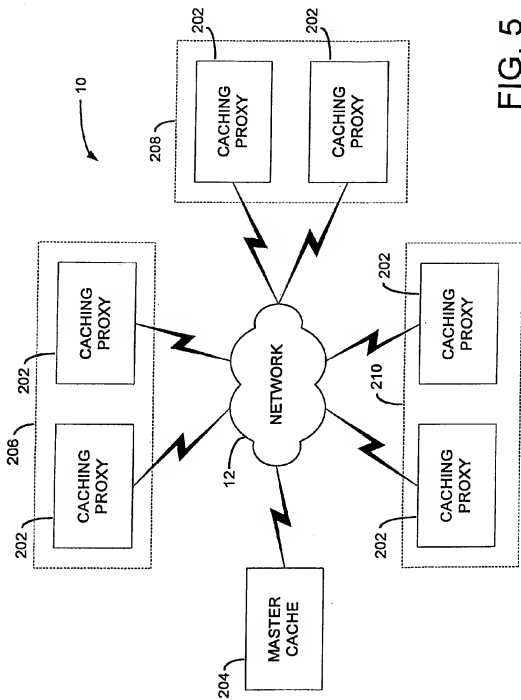 10
206
202
CACHING
PROXY
202
CACHING
PROXY
208
202
CACHING
PROXY
202
CACHING
PROXY
12
NETWORK
204
MASTER
CACHE
210
202
CACHING
PROXY
202
CACHING
PROXY
FIG. 5